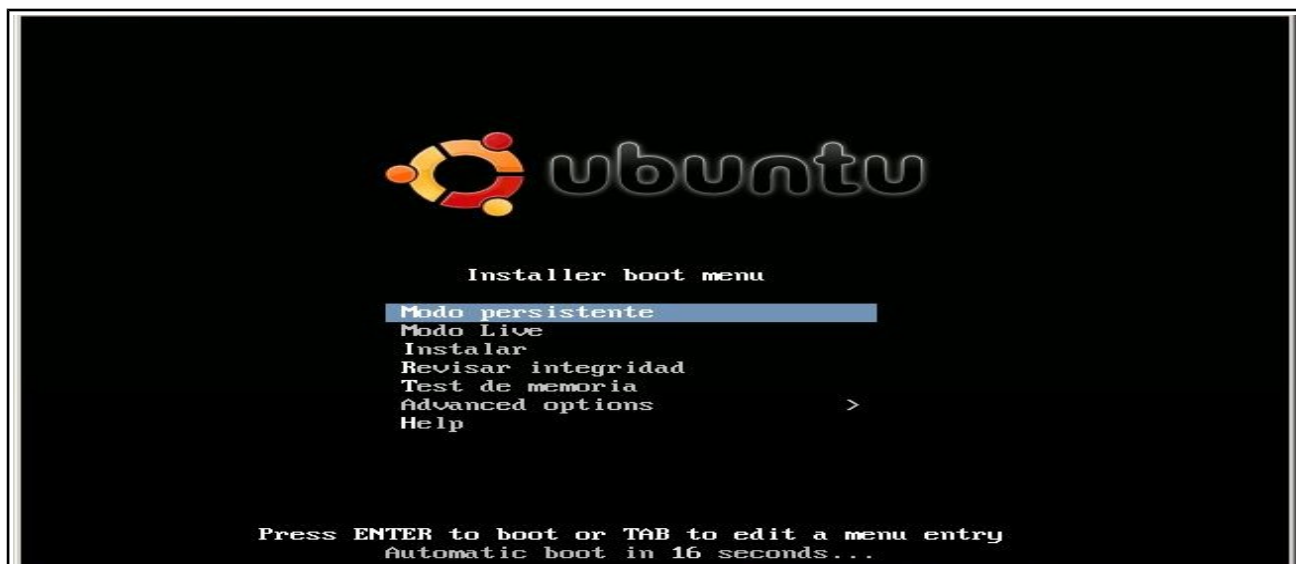 ubuntu
Installer boot menu
Modo persistente
Modo Live
Instalar
Revisar integridad
Test de memoria
Advanced options >
Help
Press ENTER to boot or TAB to edit a menu entry
Automatic boot in 16 seconds...